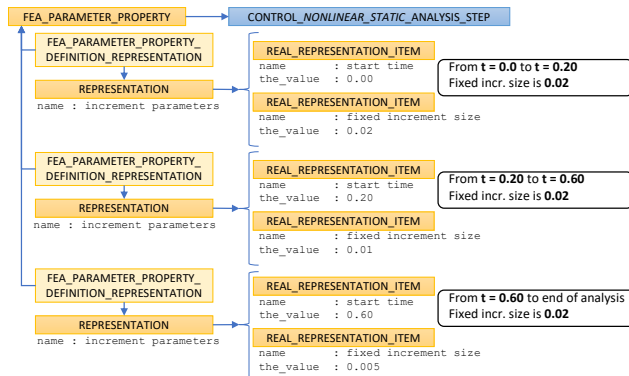 FEA_PARAMETER_PROPERTY
CONTROL_NONLINEAR_STATIC_ANALYSIS_STEP
FEA_PARAMETER_PROPERTY_
DEFINITION_REPRESENTATION
REPRESENTATION
name : increment parameters
REAL_REPRESENTATION_ITEM
name : start time
the_value : 0.00
REAL_REPRESENTATION_ITEM
name : fixed increment size
the_value : 0.02
From t = 0.0 to t = 0.20
Fixed incr. size is 0.02
FEA_PARAMETER_PROPERTY_
DEFINITION_REPRESENTATION
REPRESENTATION
name : increment parameters
REAL_REPRESENTATION_ITEM
name : start time
the_value : 0.20
REAL_REPRESENTATION_ITEM
name : fixed increment size
the_value : 0.01
From t = 0.20 to t = 0.60
Fixed incr. size is 0.02
FEA_PARAMETER_PROPERTY_
DEFINITION_REPRESENTATION
REPRESENTATION
name : increment parameters
REAL_REPRESENTATION_ITEM
name : start time
the_value : 0.60
REAL_REPRESENTATION_ITEM
name : fixed increment size
the_value : 0.005
From t = 0.60 to end of analysis
Fixed incr. size is 0.02